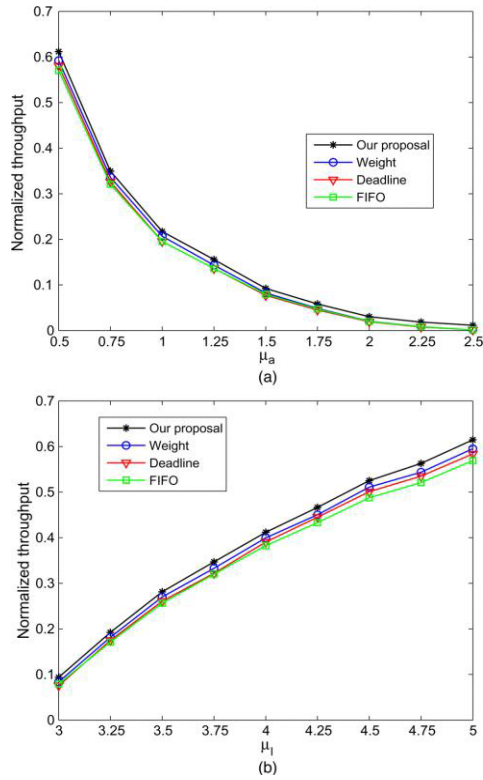 0.7
0.6
0.5
0.4
0.3
0.2
0.1
0
Normalized throughput
Our proposal
Weight
Deadline
FIFO
0.5 0.75 1 1.25 1.5 1.75 2 2.25 2.5
μa
(a)
0.7
0.6
0.5
0.4
0.3
0.2
0.1
0
Normalized throughput
Our proposal
Weight
Deadline
FIFO
3 3.25 3.5 3.75 4 4.25 4.5 4.75 5
μl
(b)